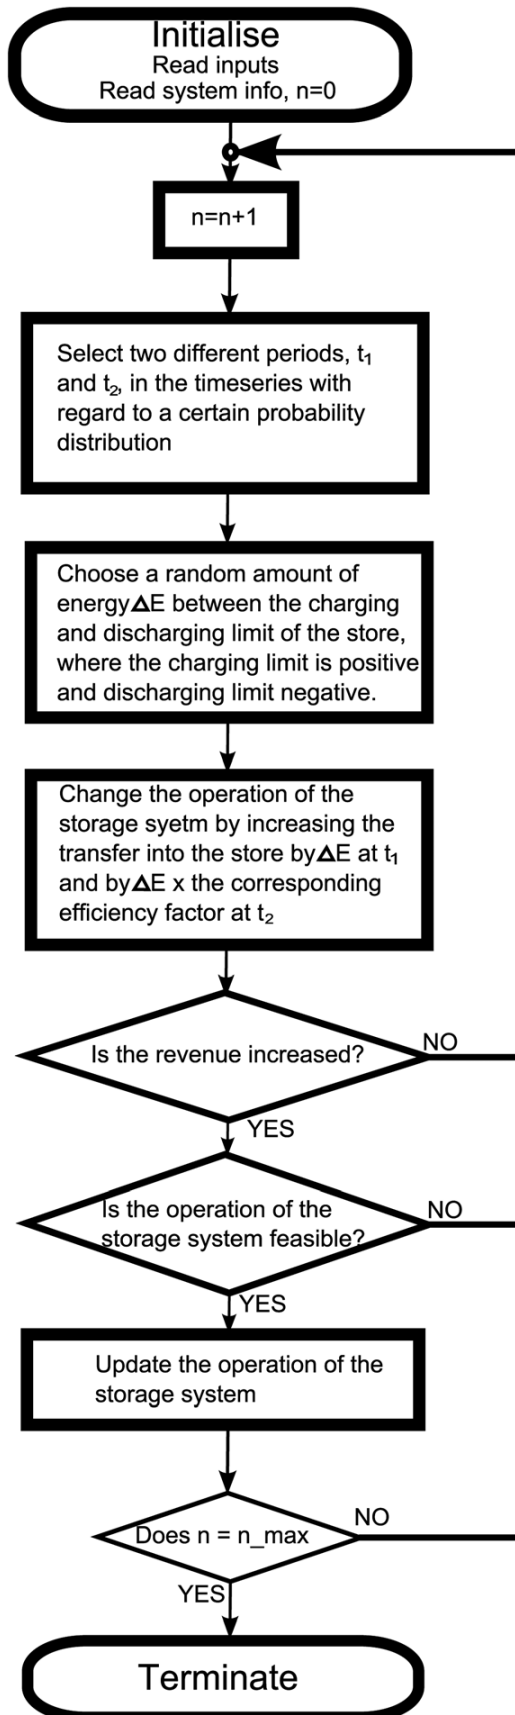 Initialise
Read inputs
Read system info, n=0
n=n+1
Select two different periods, t₁
and t₂, in the timeseries with
regard to a certain probability
distribution
Choose a random amount of
energyΔE between the charging
and discharging limit of the store,
where the charging limit is positive
and discharging limit negative.
Change the operation of the
storage syetm by increasing the
transfer into the store byΔE at t₁
and byΔE x the corresponding
efficiency factor at t₂
Is the revenue increased?
NO
YES
Is the operation of the
storage system feasible?
NO
YES
Update the operation of the
storage system
Does n = n_max
NO
YES
Terminate